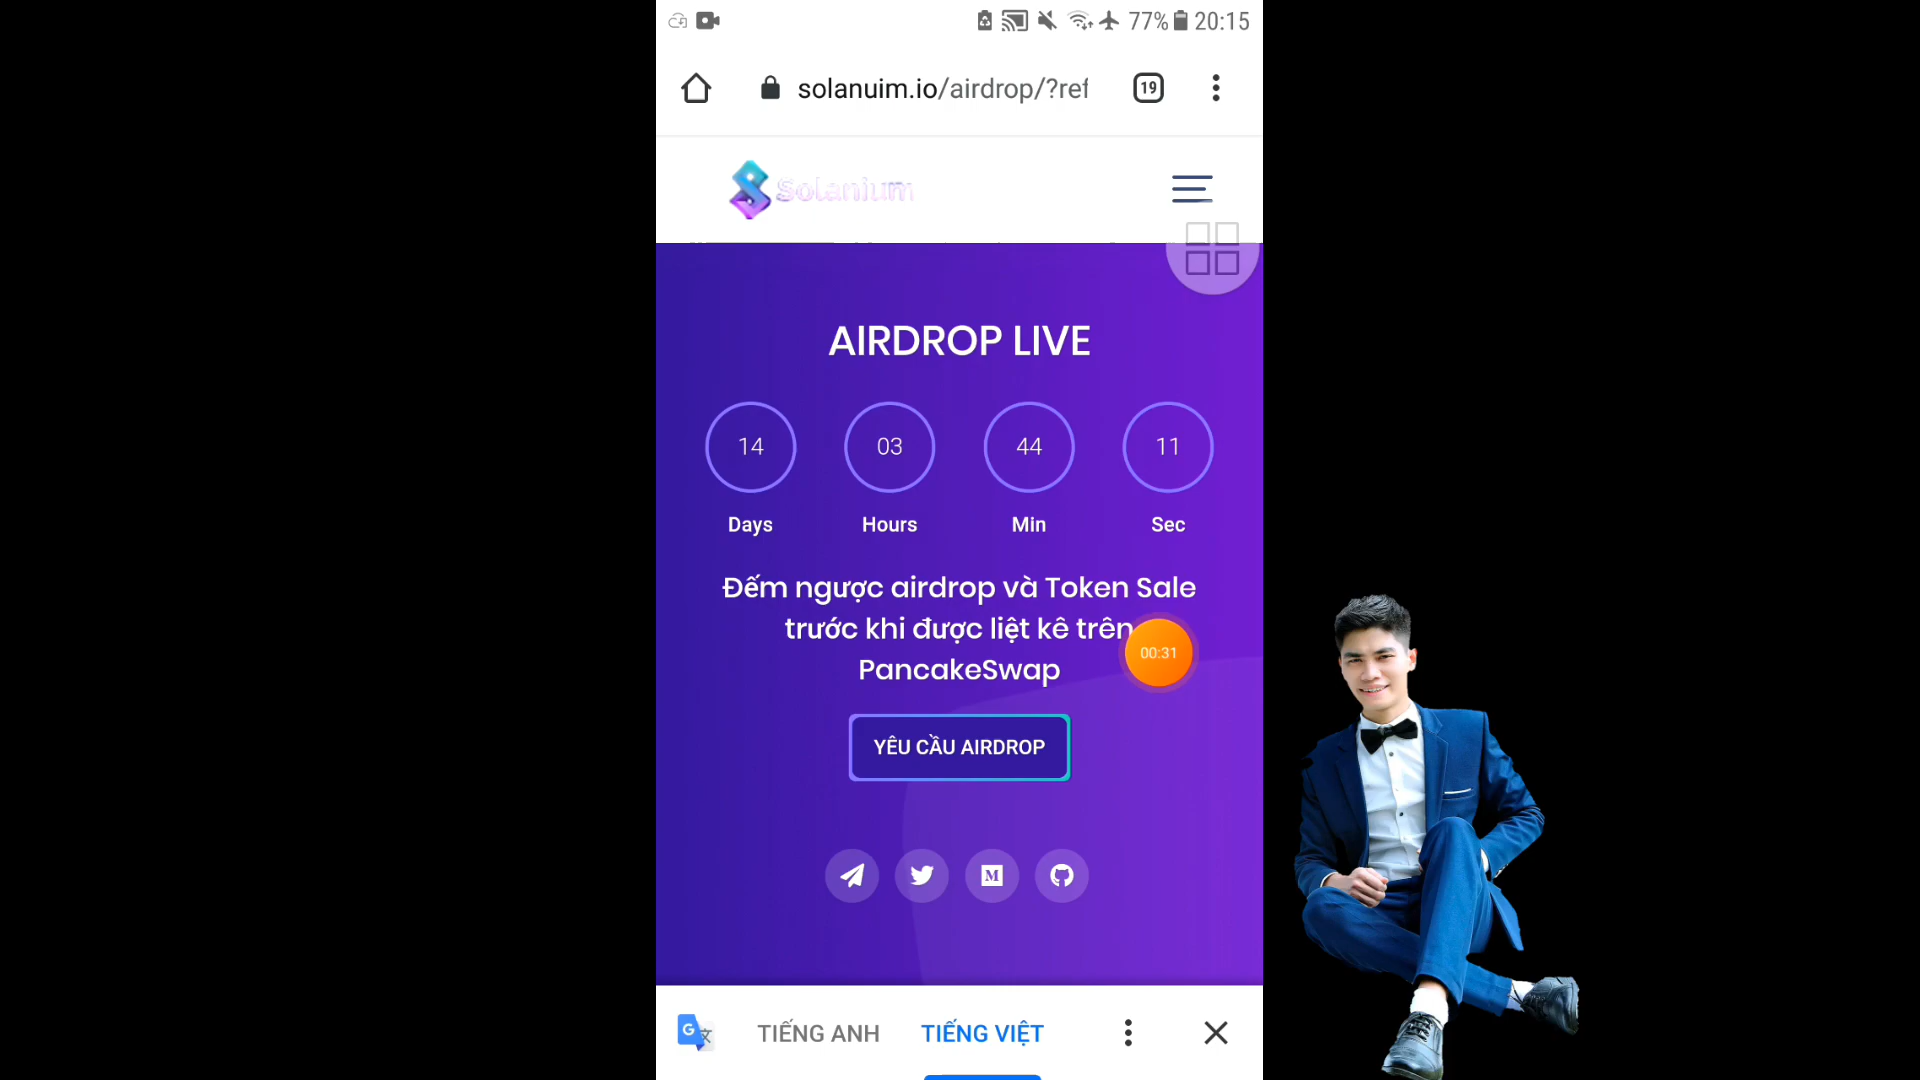 77% 20:15
solanuim.io/airdrop/?ref
19
Solanium
AIRDROP LIVE
14 03 44 11
Days Hours Min Sec
Đếm ngược airdrop và Token Sale
trước khi được liệt kê trên
00:31
PancakeSwap
YÊU CẦU AIRDROP
TIẾNG ANH TIẾNG VIỆT